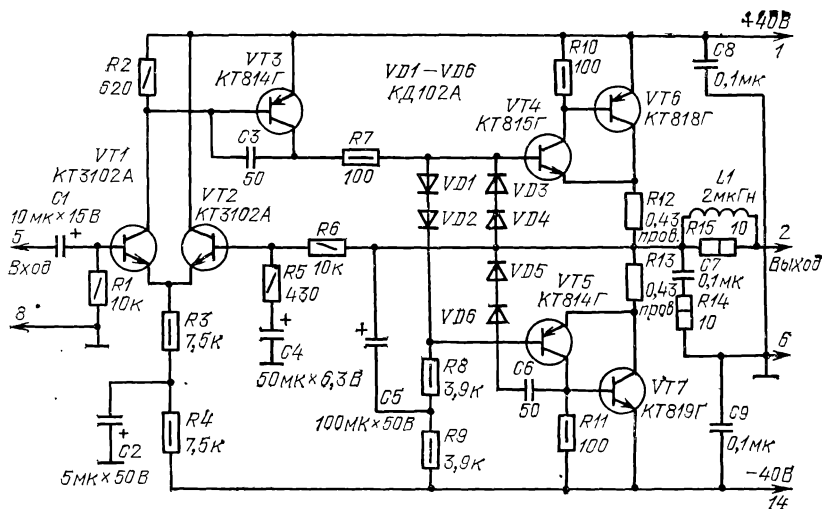 +40В
1
R2
620
VT3
КТ814Г
VD1–VD6
КД102А
R10
100
C8
0,1мк
VT4
КТ815Г
VT6
КТ818Г
C3
50
R7
100
VT1
КТ3102А
C1
10мк×15В
5
Вход
VT2
КТ3102А
VD1
VD2
VD3
VD4
R12
0,43
пров
L1
2мкГн
R15
10
2
Выход
R6
10к
R1
10к
R5
430
8
VD5
VD6
VT5
КТ814Г
R13
0,43
пров
C7
0,1мк
R14
10
6
R3
7,5к
C4
50мк×6,3В
C5
100мк×50В
R8
3,9к
C6
50
VT7
КТ819Г
C2
5мк×50В
R4
7,5к
R9
3,9к
R11
100
C9
0,1мк
-40В
14